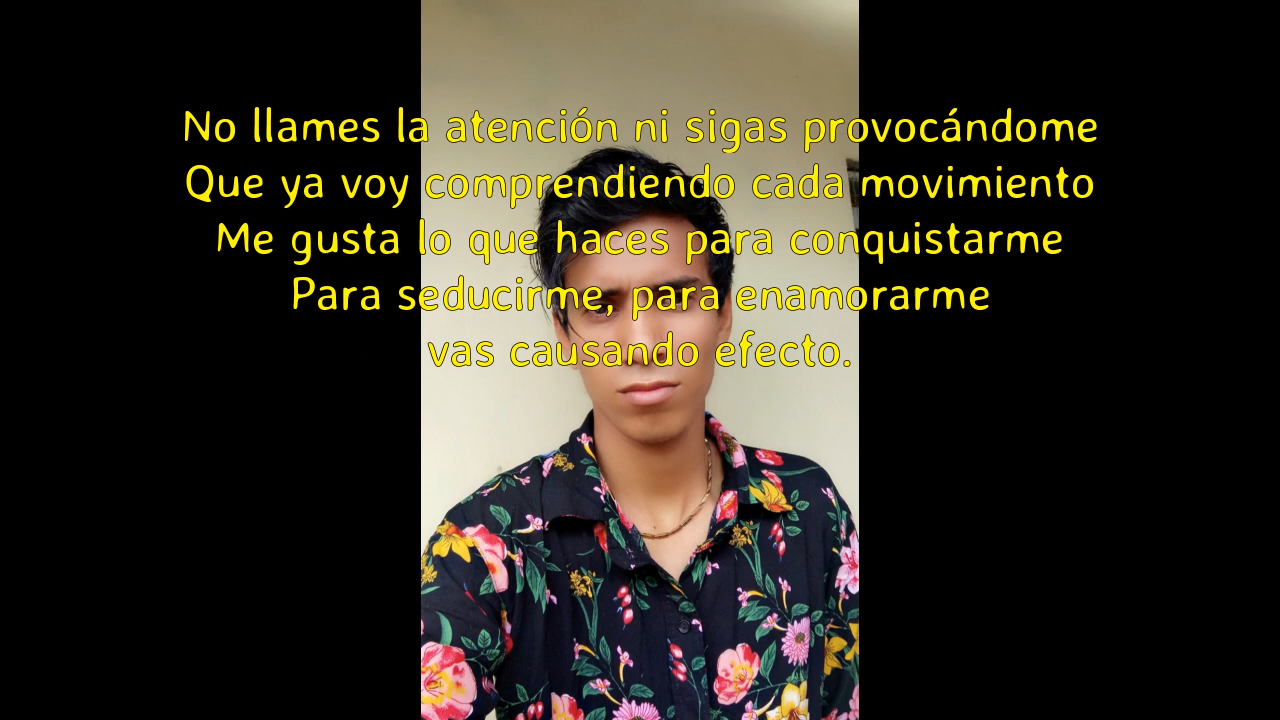 No llames la atención ni sigas provocándome
Que ya voy comprendiendo cada movimiento
Me gusta lo que haces para conquistarme
Para seducirme, para enamorarme
vas causando efecto.